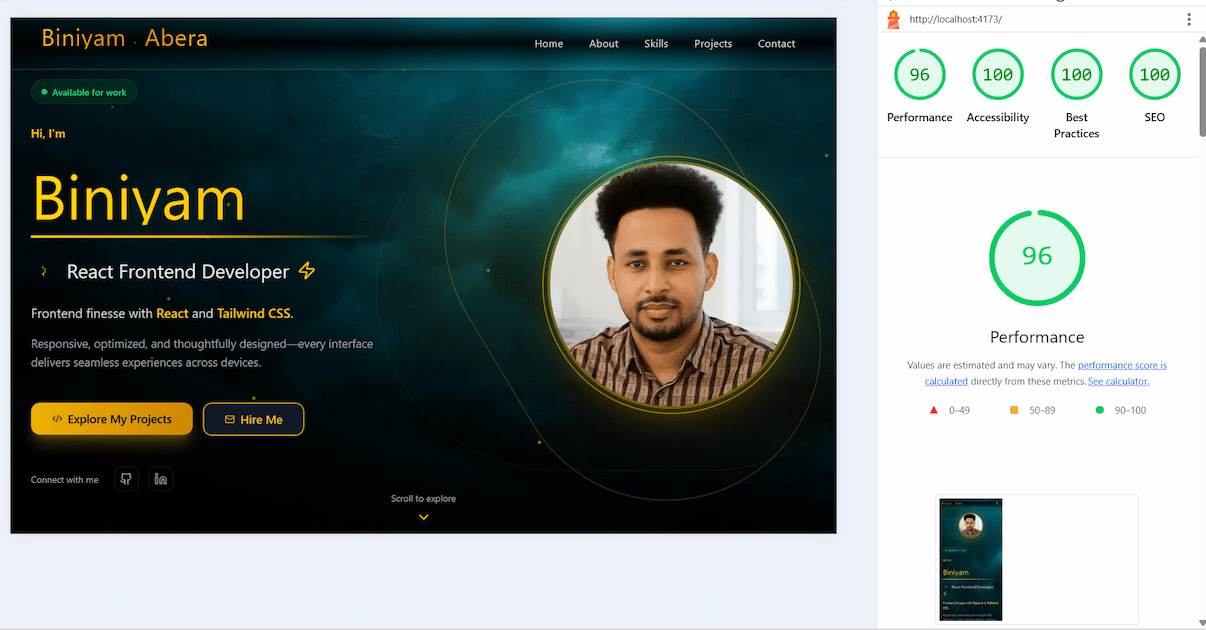 Biniyam . Abera
Home About Skills Projects Contact
Available for work
Hi, I'm
Biniyam
React Frontend Developer
Frontend finesse with React and Tailwind CSS.
Responsive, optimized, and thoughtfully designed—every interface
delivers seamless experiences across devices.
</> Explore My Projects
Hire Me
Connect with me
Scroll to explore
http://localhost:4173/
96 100 100 100
Performance Accessibility Best Practices SEO
96
Performance
Values are estimated and may vary. The performance score is
calculated directly from these metrics. See calculator.
0–49 50–89 90–100
Biniyam
React Frontend Developer